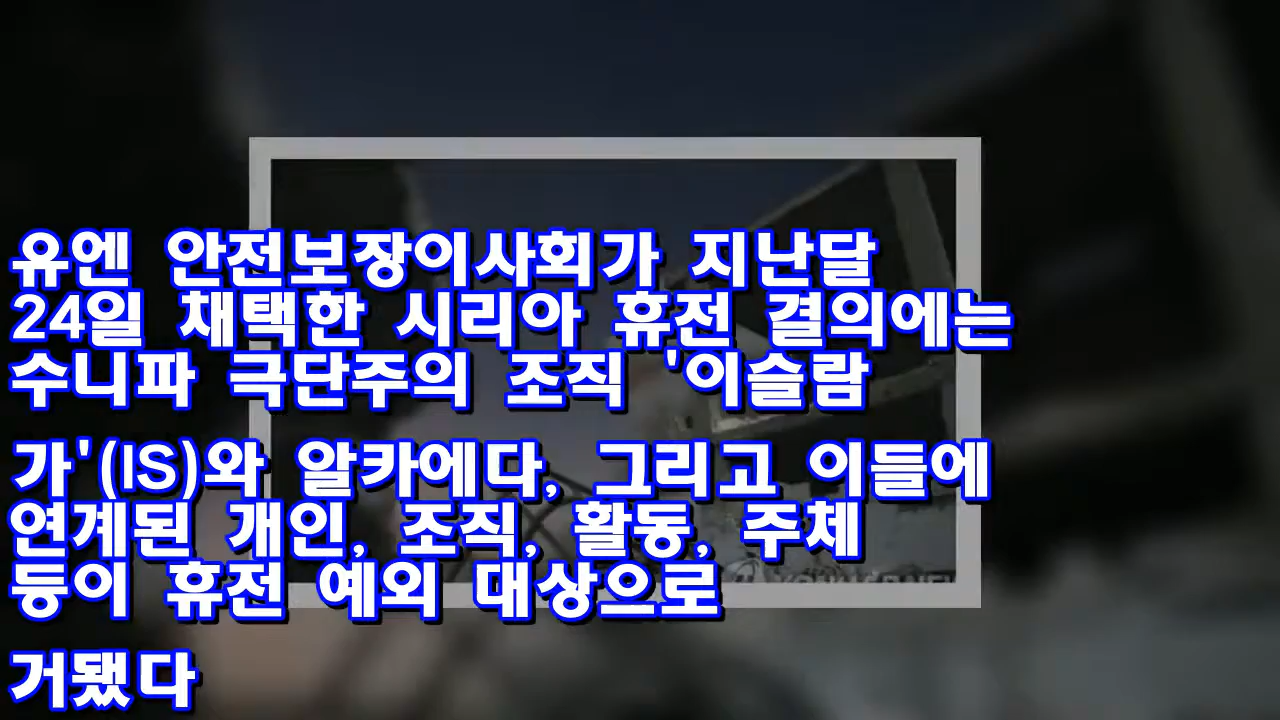 유엔 안전보장이사회가 지난달
24일 채택한 시리아 휴전 결의에는
수니파 극단주의 조직 '이슬람
가'(IS)와 알카에다, 그리고 이들에
연계된 개인, 조직, 활동, 주체
등이 휴전 예외 대상으로
거됐다